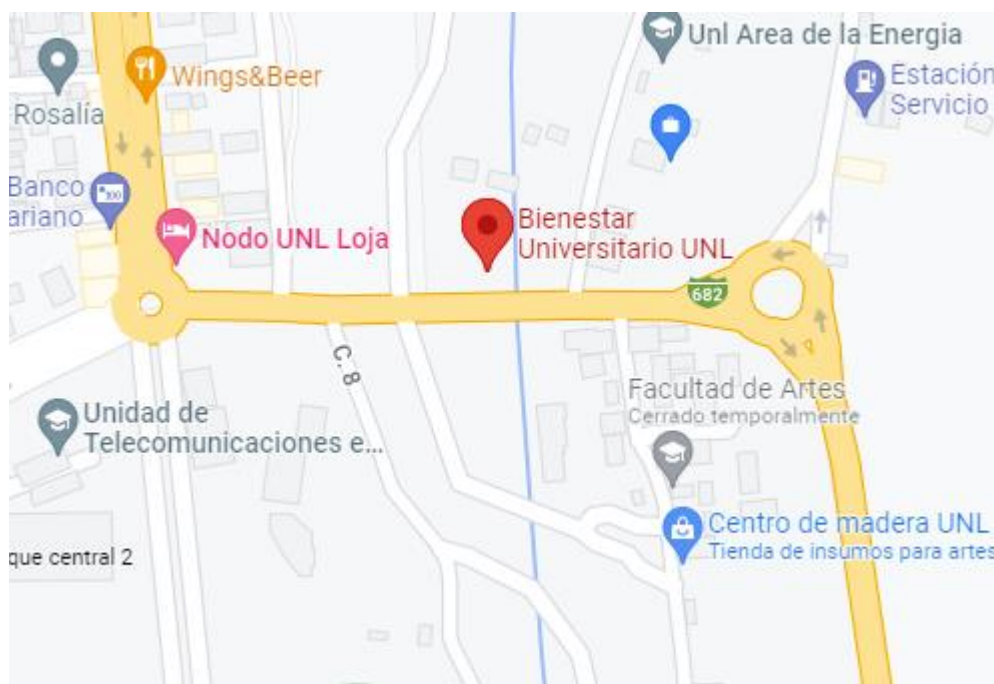 Unl Area de la Energia
Wings&Beer
Estación
Servicio
Rosalía
Banco
ariano
Nodo UNL Loja
Bienestar
Universitario UNL
682
C. 8
Facultad de Artes
Cerrado temporalmente
Unidad de
Telecomunicaciones e...
Centro de madera UNL
Tienda de insumos para artes
que central 2